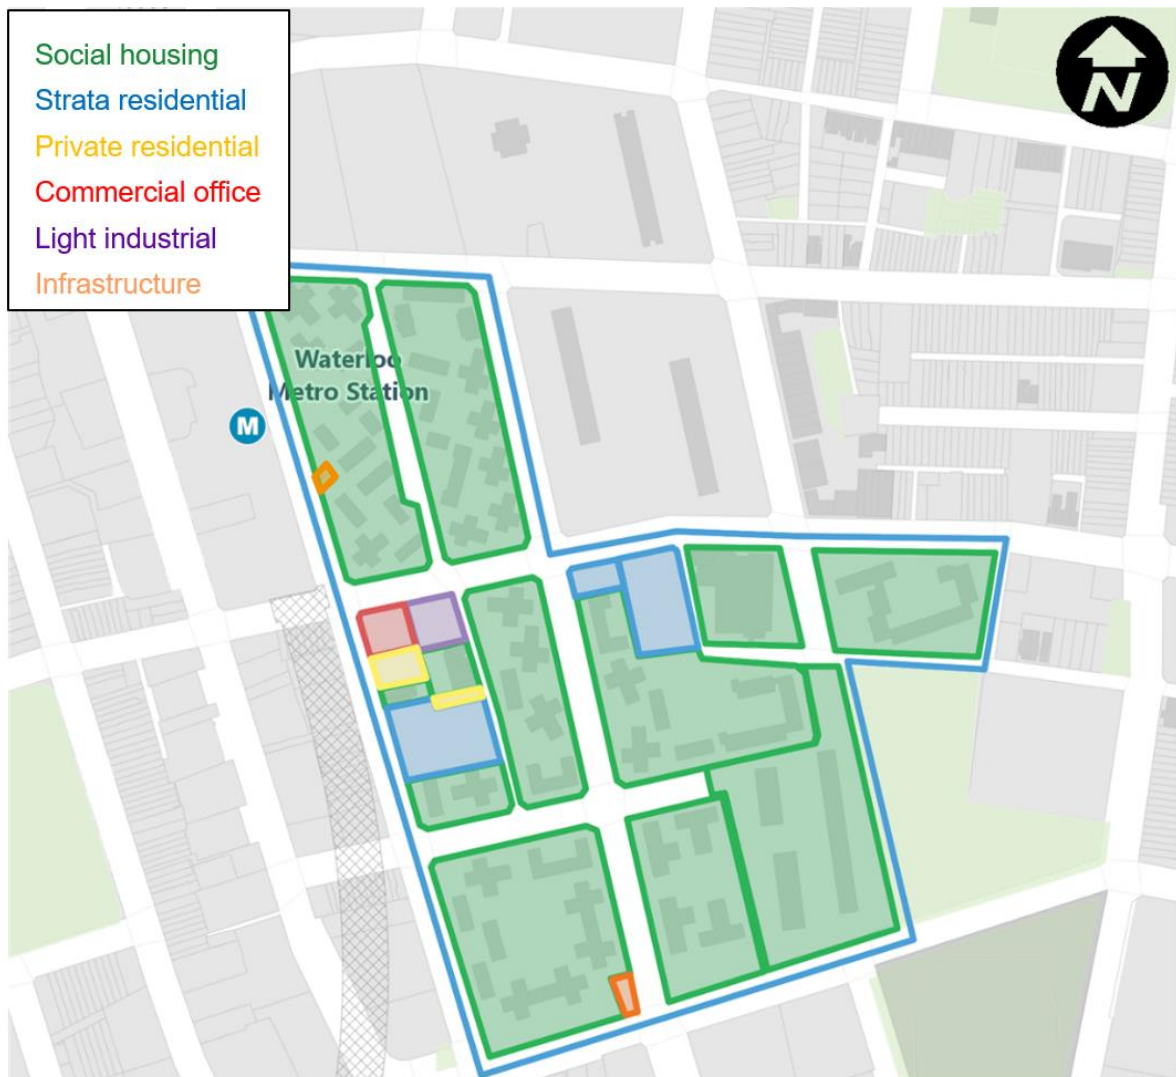 Social housing
Strata residential
Private residential
Commercial office
Light industrial
Infrastructure
N
Waterloo
Metro Station
M